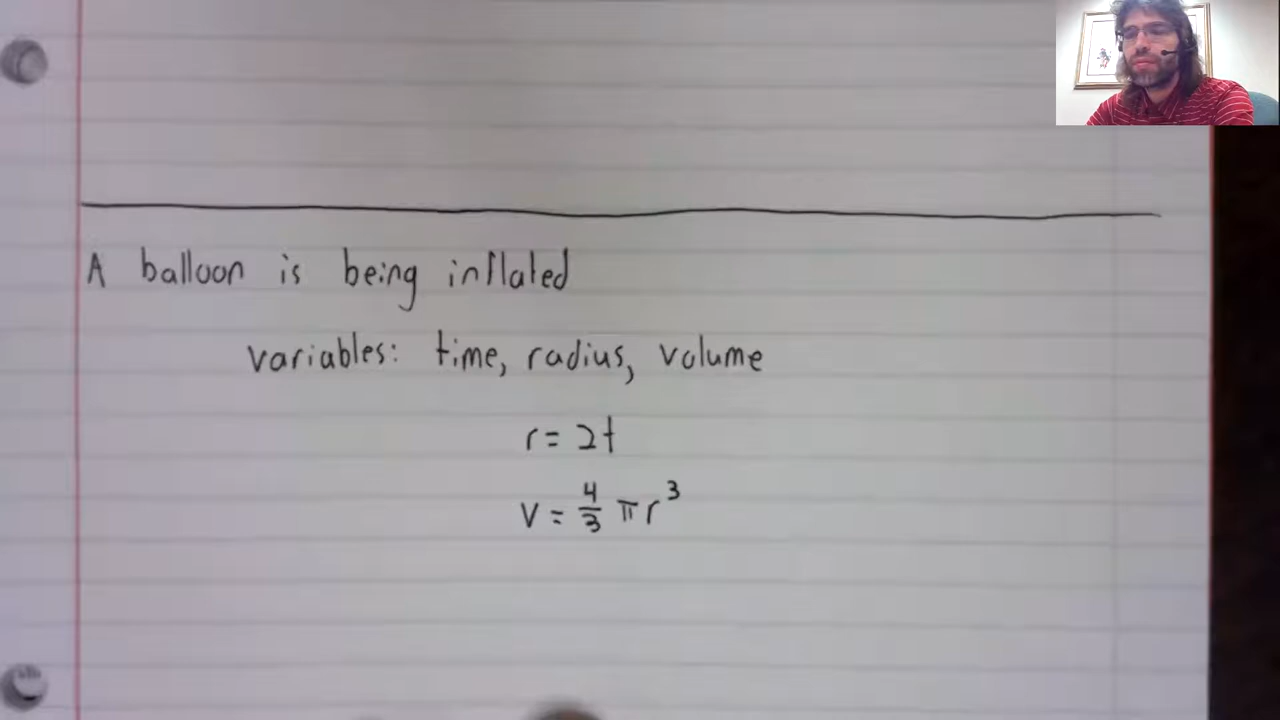 A balloon is being inflated
variables: time, radius, volume
r = 2t
V = 4/3 πr³